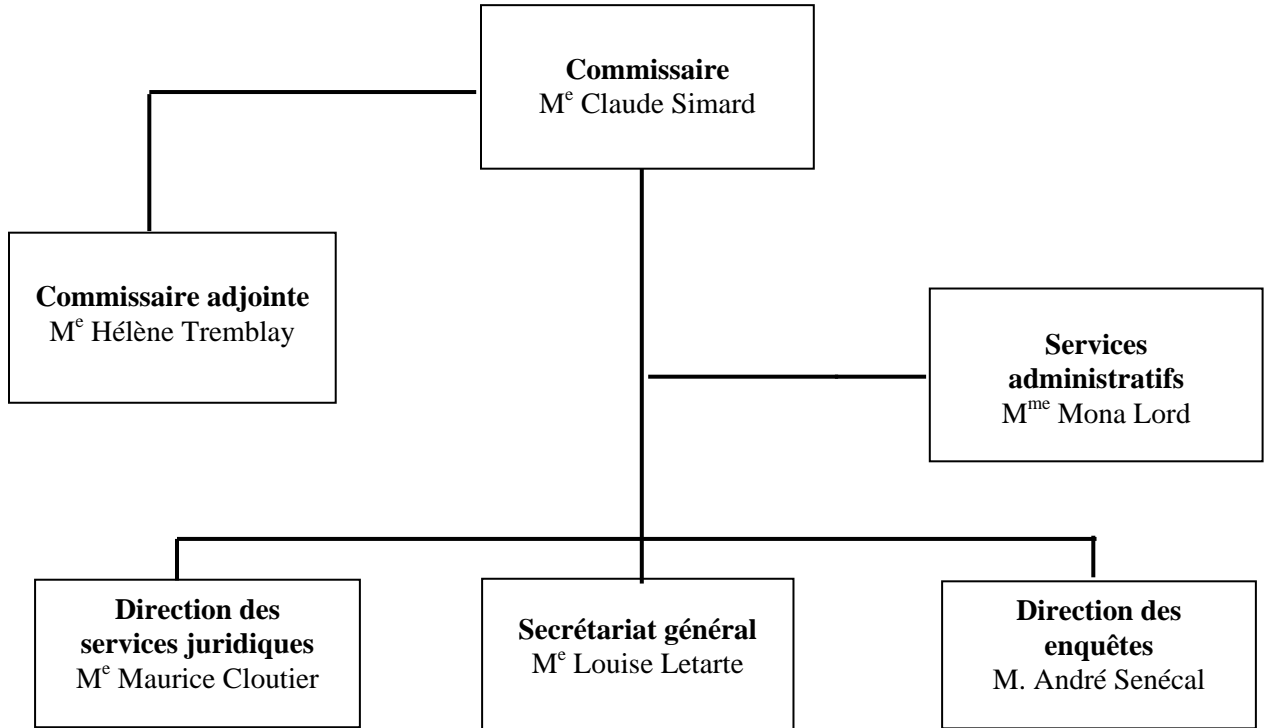 Commissaire
Me Claude Simard
Commissaire adjointe
Me Hélène Tremblay
Services
administratifs
Mme Mona Lord
Direction des
services juridiques
Me Maurice Cloutier
Secrétariat général
Me Louise Letarte
Direction des
enquêtes
M. André Senécal